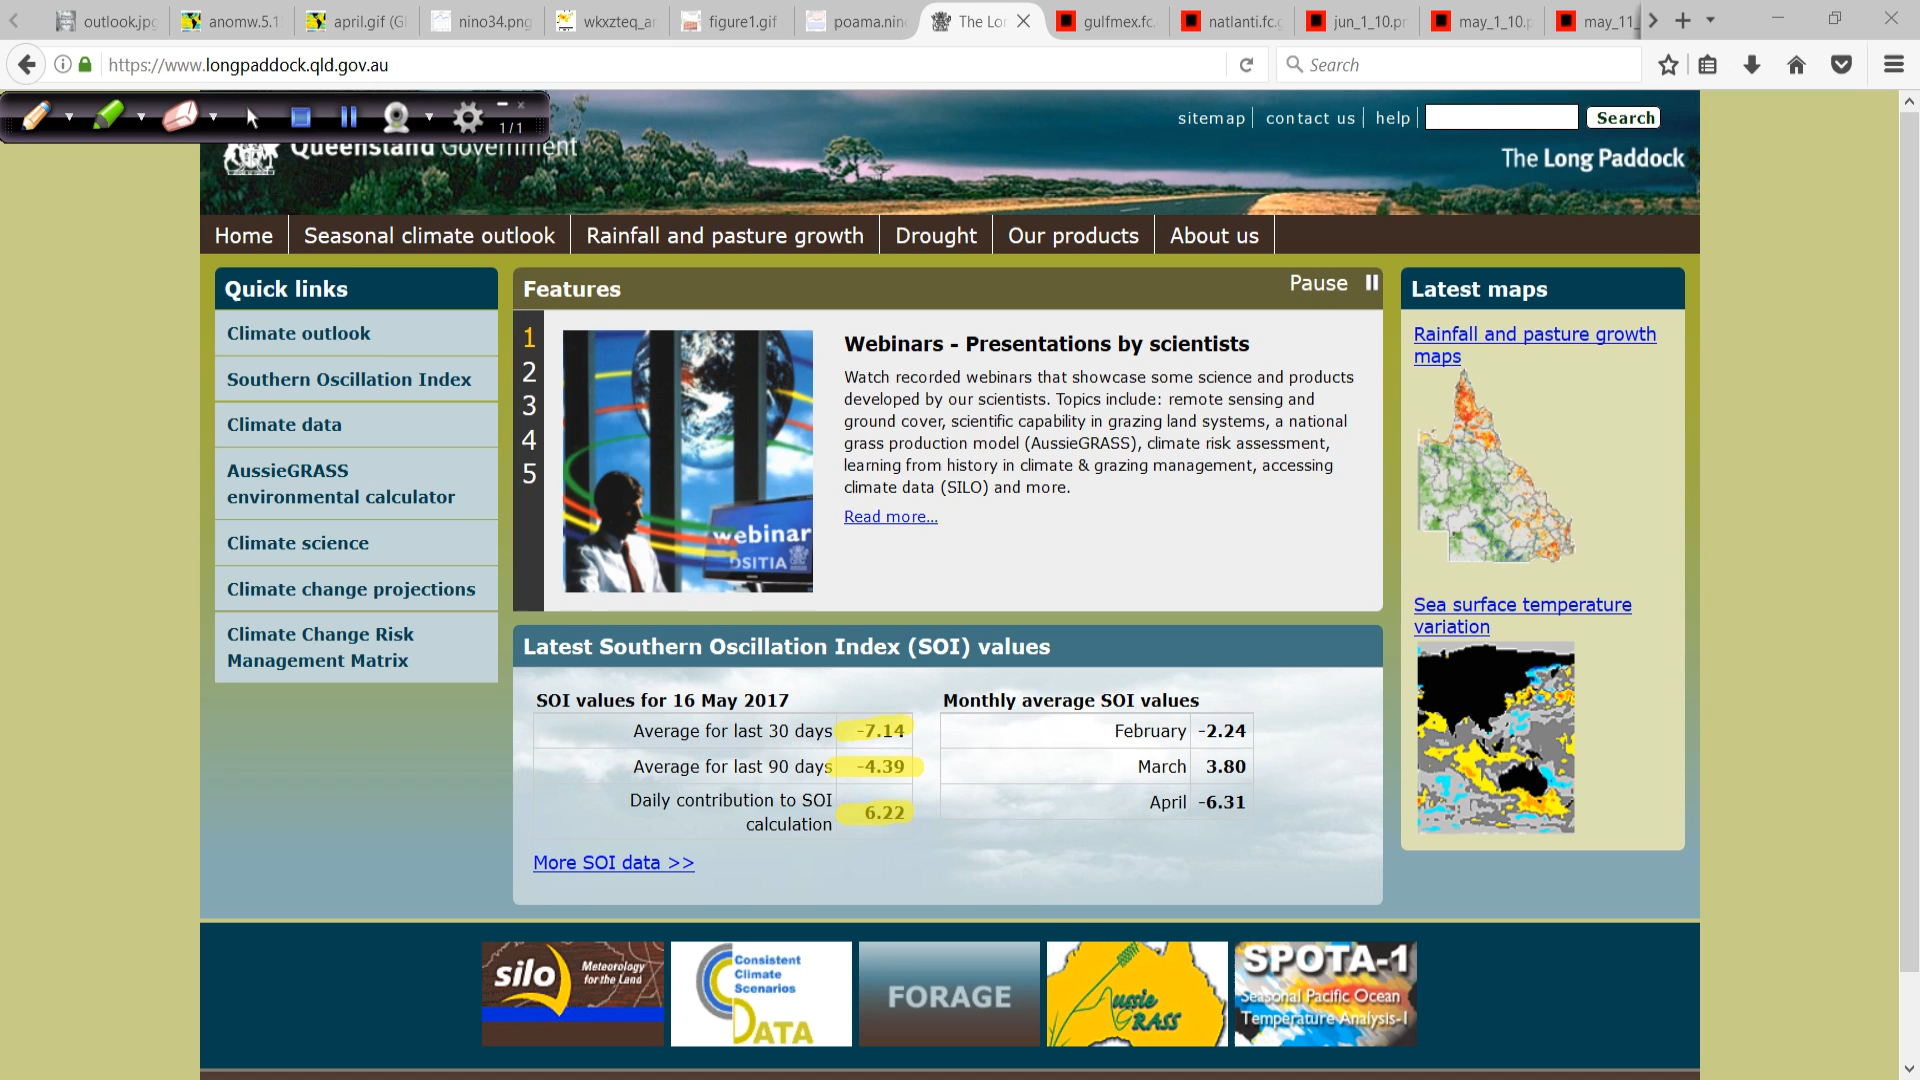 outlook.jpg
anomw.5.1
april.gif (GI
nino34.png
wkxzteq_an
figure1.gif
poama.nino
The Lon
gulfmex.fc.
natlanti.fc.g
jun_1_10.pn
may_1_10.p
may_11_
https://www.longpaddock.qld.gov.au
Search
1/1
sitemap
contact us
help
Search
Queensland Government
The Long Paddock
Home
Seasonal climate outlook
Rainfall and pasture growth
Drought
Our products
About us
Quick links
Climate outlook
Southern Oscillation Index
Climate data
AussieGRASS
environmental calculator
Climate science
Climate change projections
Climate Change Risk
Management Matrix
Features
Pause
1
2
3
4
5
webinar
DSITIA
Webinars - Presentations by scientists
Watch recorded webinars that showcase some science and products
developed by our scientists. Topics include: remote sensing and
ground cover, scientific capability in grazing land systems, a national
grass production model (AussieGRASS), climate risk assessment,
learning from history in climate & grazing management, accessing
climate data (SILO) and more.
Read more...
Latest Southern Oscillation Index (SOI) values
SOI values for 16 May 2017
Average for last 30 days -7.14
Average for last 90 days -4.39
Daily contribution to SOI
calculation 6.22
Monthly average SOI values
February -2.24
March 3.80
April -6.31
More SOI data >>
Latest maps
Rainfall and pasture growth
maps
Sea surface temperature
variation
silo
Meteorology
for the Land
Consistent
Climate
Scenarios
DATA
FORAGE
Aussie
GRASS
SPOTA-1
Seasonal Pacific Ocean
Temperature Analysis-1